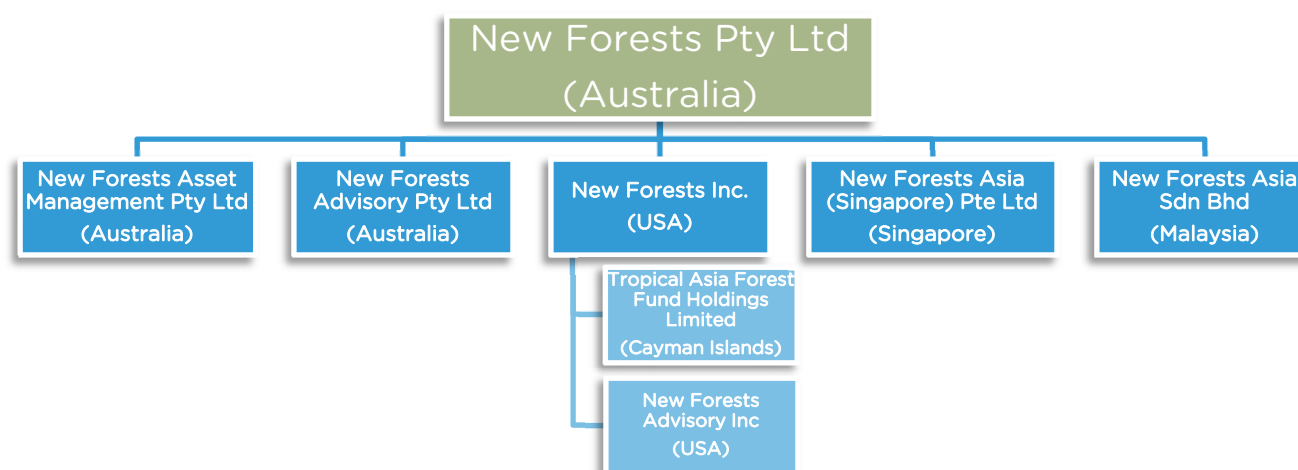 New Forests Pty Ltd
(Australia)
New Forests Asset
Management Pty Ltd
(Australia)
New Forests
Advisory Pty Ltd
(Australia)
New Forests Inc.
(USA)
New Forests Asia
(Singapore) Pte Ltd
(Singapore)
New Forests Asia
Sdn Bhd
(Malaysia)
Tropical Asia Forest
Fund Holdings
Limited
(Cayman Islands)
New Forests
Advisory Inc
(USA)